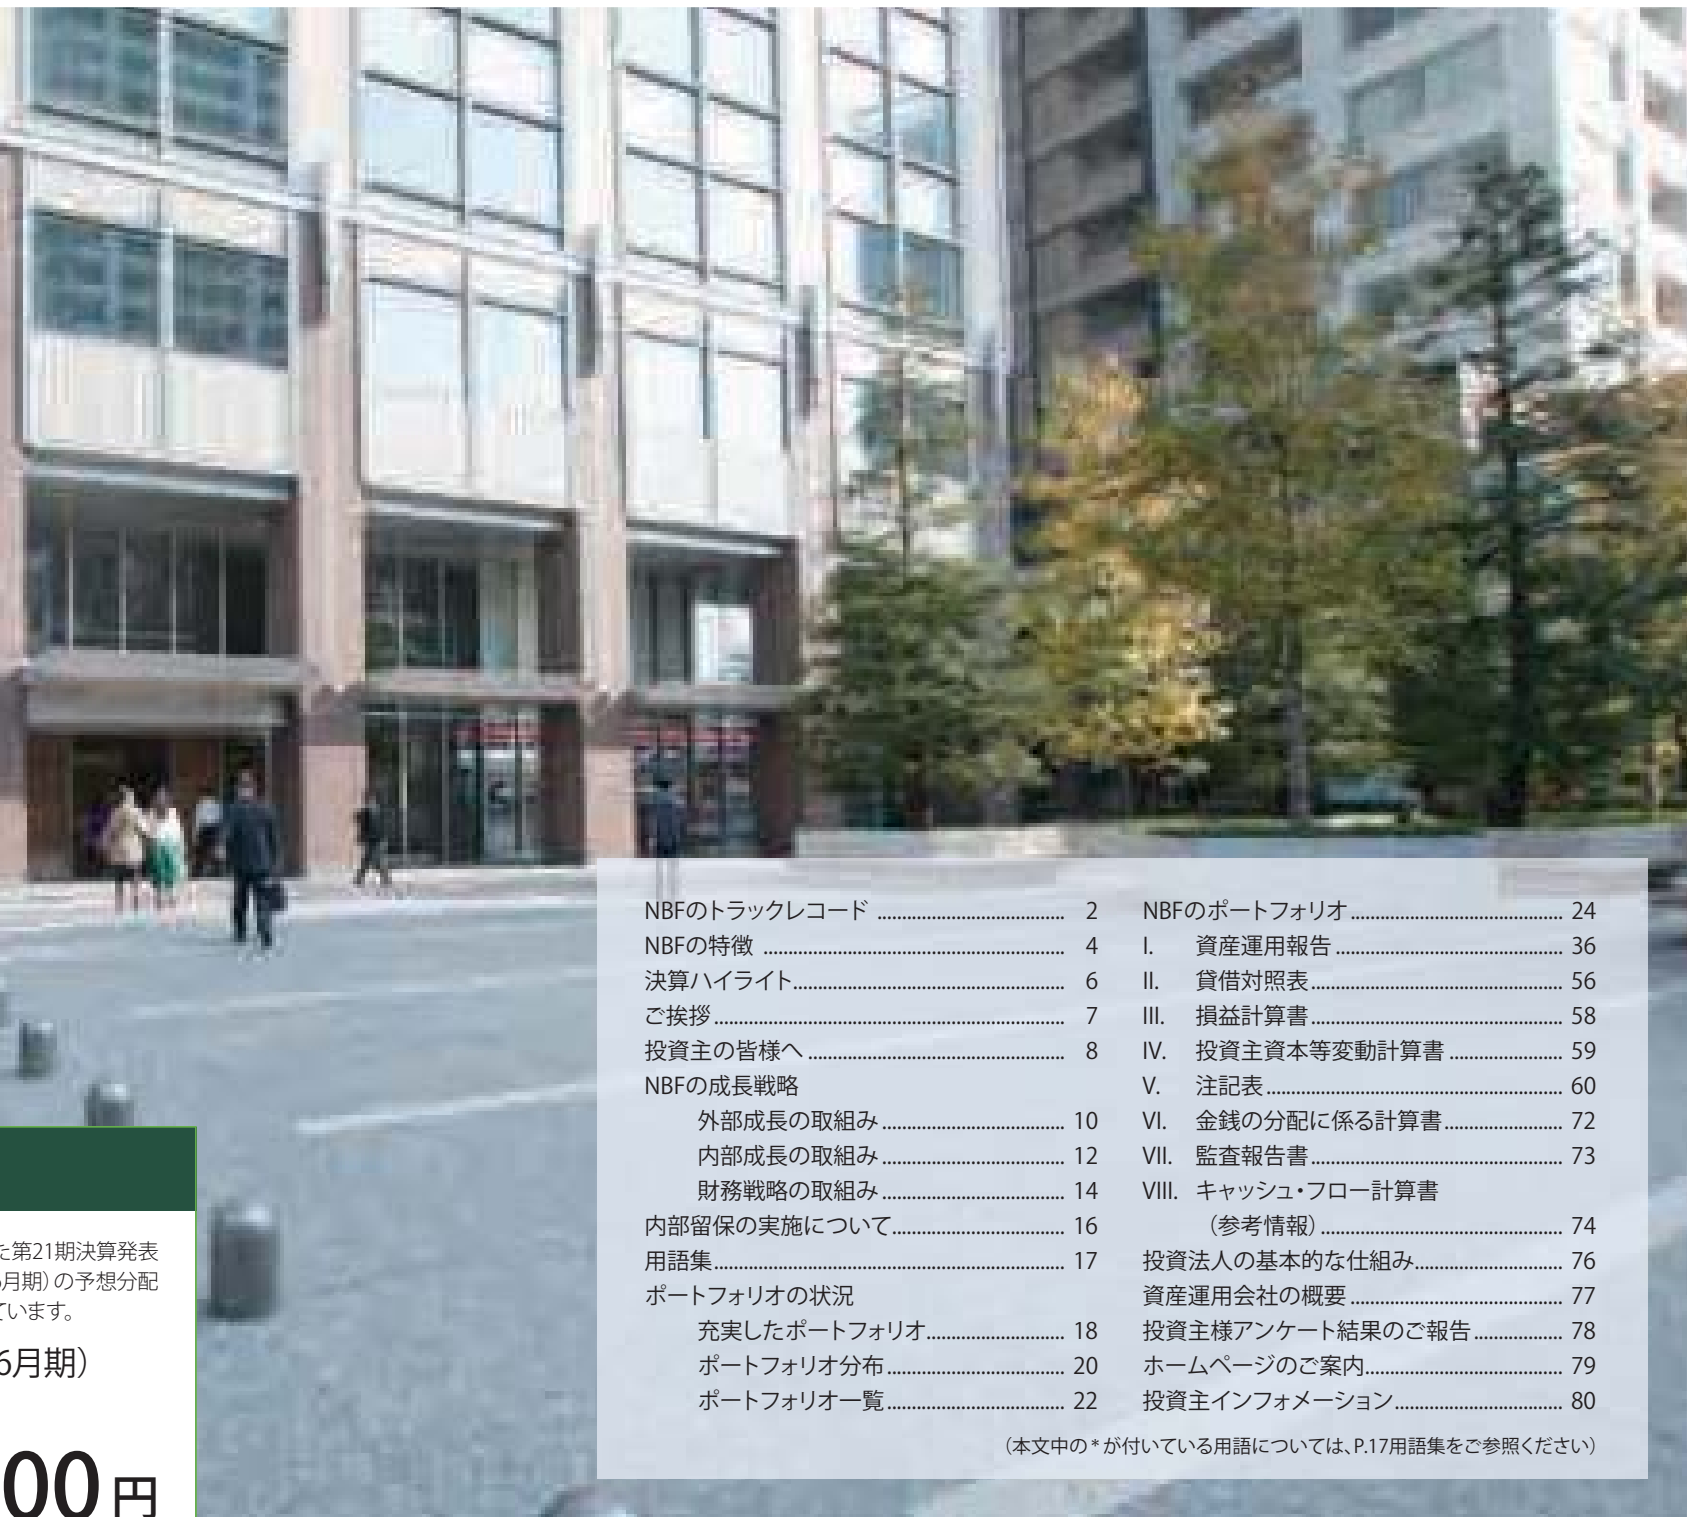 NBFのトラックレコード ................................. 2
NBFの特徴 ................................. 4
決算ハイライト................................. 6
ご挨拶................................. 7
投資主の皆様へ................................. 8
NBFの成長戦略
外部成長の取組み................................. 10
内部成長の取組み................................. 12
財務戦略の取組み................................. 14
内部留保の実施について................................. 16
用語集................................. 17
ポートフォリオの状況
充実したポートフォリオ................................. 18
ポートフォリオ分布................................. 20
ポートフォリオ一覧................................. 22
NBFのポートフォリオ................................. 24
I. 資産運用報告................................. 36
II. 貸借対照表................................. 56
III. 損益計算書................................. 58
IV. 投資主資本等変動計算書................................. 59
V. 注記表................................. 60
VI. 金銭の分配に係る計算書................................. 72
VII. 監査報告書................................. 73
VIII. キャッシュ・フロー計算書
（参考情報）................................. 74
投資法人の基本的な仕組み................................. 76
資産運用会社の概要................................. 77
投資主様アンケート結果のご報告................................. 78
ホームページのご案内................................. 79
投資主インフォメーション................................. 80
（本文中の*が付いている用語については、P.17用語集をご参照ください）
た第21期決算発表
月期）の予想分配
ています。
6月期）
00円